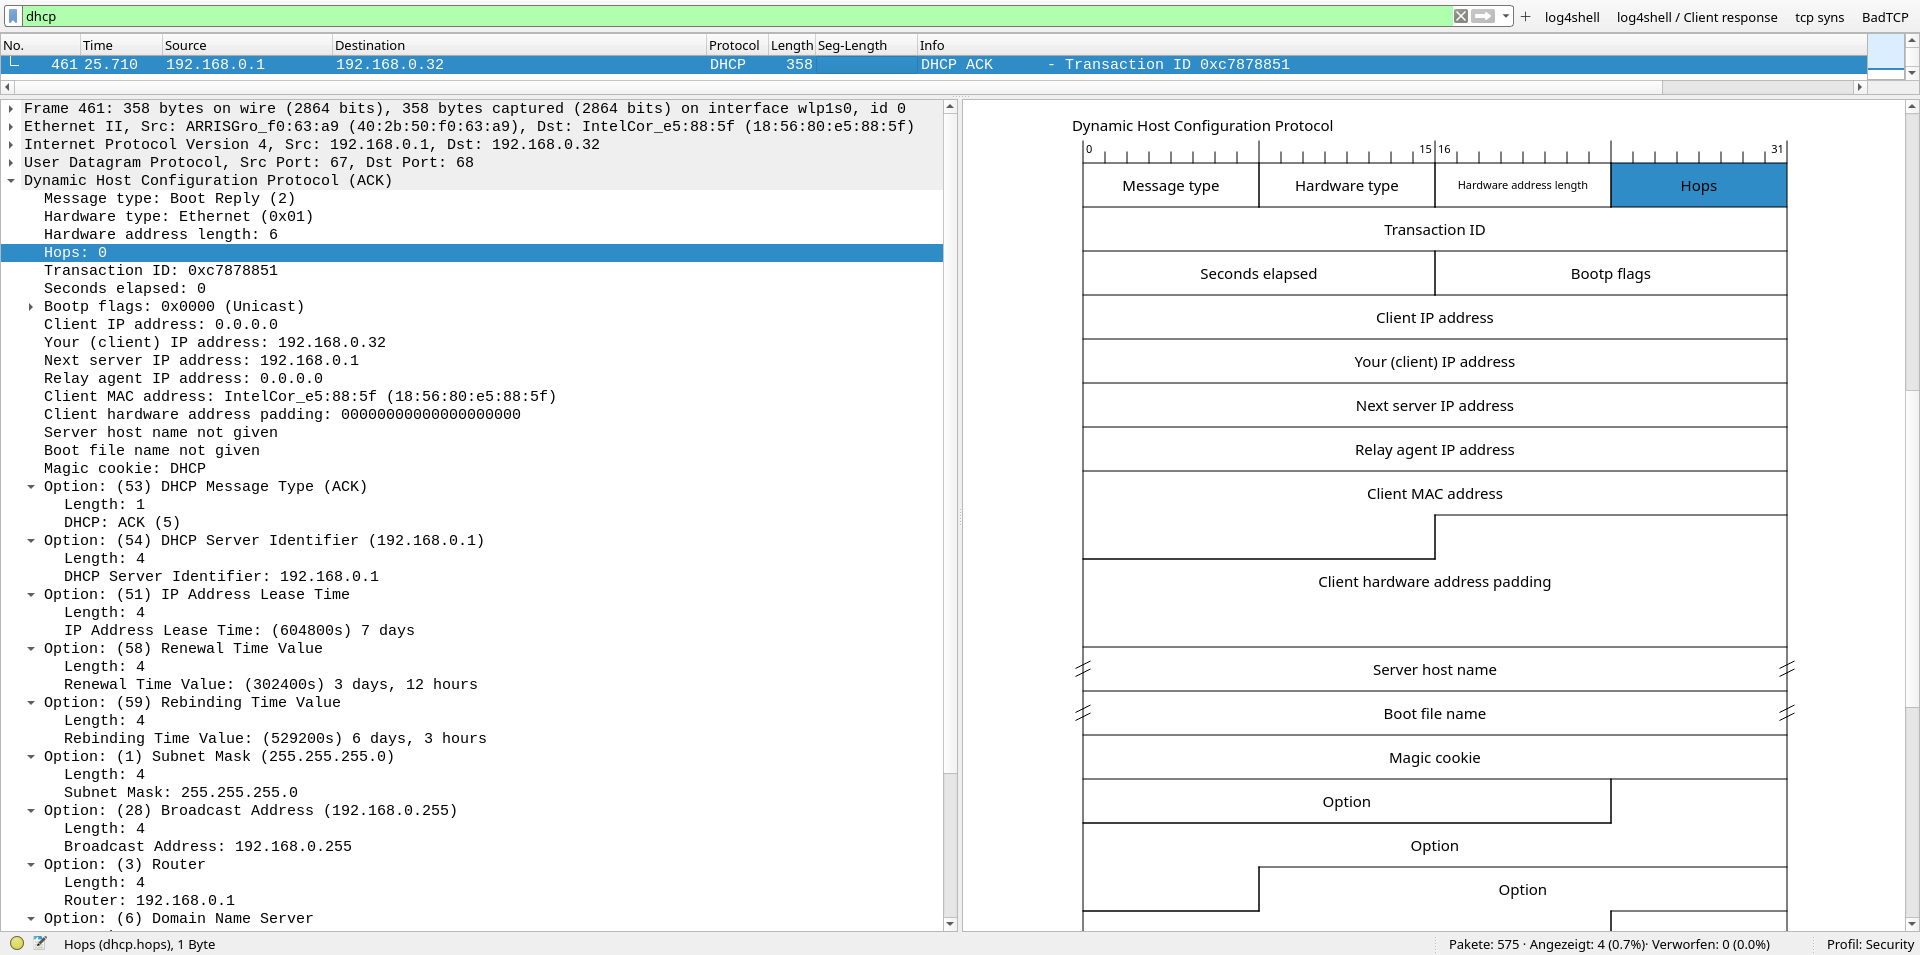 dhcp
log4shell
log4shell / Client response
tcp syns
BadTCP
No. Time Source Destination Protocol Length Seg-Length Info
461 25.710 192.168.0.1 192.168.0.32 DHCP 358 DHCP ACK - Transaction ID 0xc7878851
Frame 461: 358 bytes on wire (2864 bits), 358 bytes captured (2864 bits) on interface wlp1s0, id 0
Ethernet II, Src: ARRISGro_f0:63:a9 (40:2b:50:f0:63:a9), Dst: IntelCor_e5:88:5f (18:56:80:e5:88:5f)
Internet Protocol Version 4, Src: 192.168.0.1, Dst: 192.168.0.32
User Datagram Protocol, Src Port: 67, Dst Port: 68
Dynamic Host Configuration Protocol (ACK)
Message type: Boot Reply (2)
Hardware type: Ethernet (0x01)
Hardware address length: 6
Hops: 0
Transaction ID: 0xc7878851
Seconds elapsed: 0
Bootp flags: 0x0000 (Unicast)
Client IP address: 0.0.0.0
Your (client) IP address: 192.168.0.32
Next server IP address: 192.168.0.1
Relay agent IP address: 0.0.0.0
Client MAC address: IntelCor_e5:88:5f (18:56:80:e5:88:5f)
Client hardware address padding: 00000000000000000000
Server host name not given
Boot file name not given
Magic cookie: DHCP
Option: (53) DHCP Message Type (ACK)
Length: 1
DHCP: ACK (5)
Option: (54) DHCP Server Identifier (192.168.0.1)
Length: 4
DHCP Server Identifier: 192.168.0.1
Option: (51) IP Address Lease Time
Length: 4
IP Address Lease Time: (604800s) 7 days
Option: (58) Renewal Time Value
Length: 4
Renewal Time Value: (302400s) 3 days, 12 hours
Option: (59) Rebinding Time Value
Length: 4
Rebinding Time Value: (529200s) 6 days, 3 hours
Option: (1) Subnet Mask (255.255.255.0)
Length: 4
Subnet Mask: 255.255.255.0
Option: (28) Broadcast Address (192.168.0.255)
Length: 4
Broadcast Address: 192.168.0.255
Option: (3) Router
Length: 4
Router: 192.168.0.1
Option: (6) Domain Name Server
Dynamic Host Configuration Protocol
0 15 16 31
Message type Hardware type Hardware address length Hops
Transaction ID
Seconds elapsed Bootp flags
Client IP address
Your (client) IP address
Next server IP address
Relay agent IP address
Client MAC address
Client hardware address padding
Server host name
Boot file name
Magic cookie
Option
Option
Option
Hops (dhcp.hops), 1 Byte
Pakete: 575 · Angezeigt: 4 (0.7%)· Verworfen: 0 (0.0%)
Profil: Security